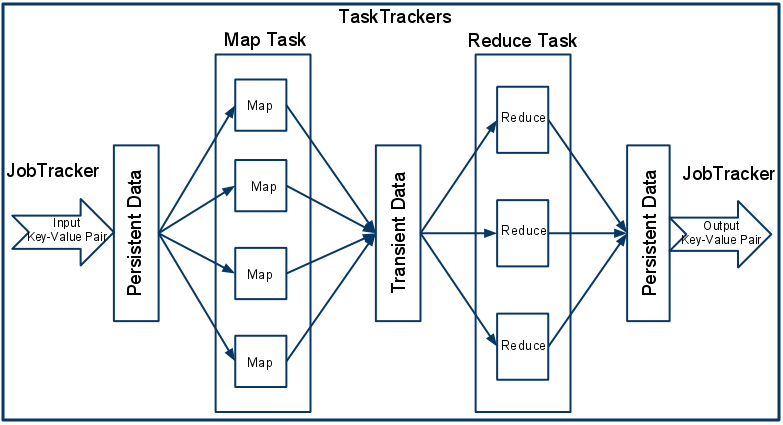 TaskTrackers
Map Task
Reduce Task
JobTracker
Input
Key-Value Pair
Persistent Data
Map
Map
Map
Map
Transient Data
Reduce
Reduce
Reduce
Persistent Data
JobTracker
Output
Key-Value Pair